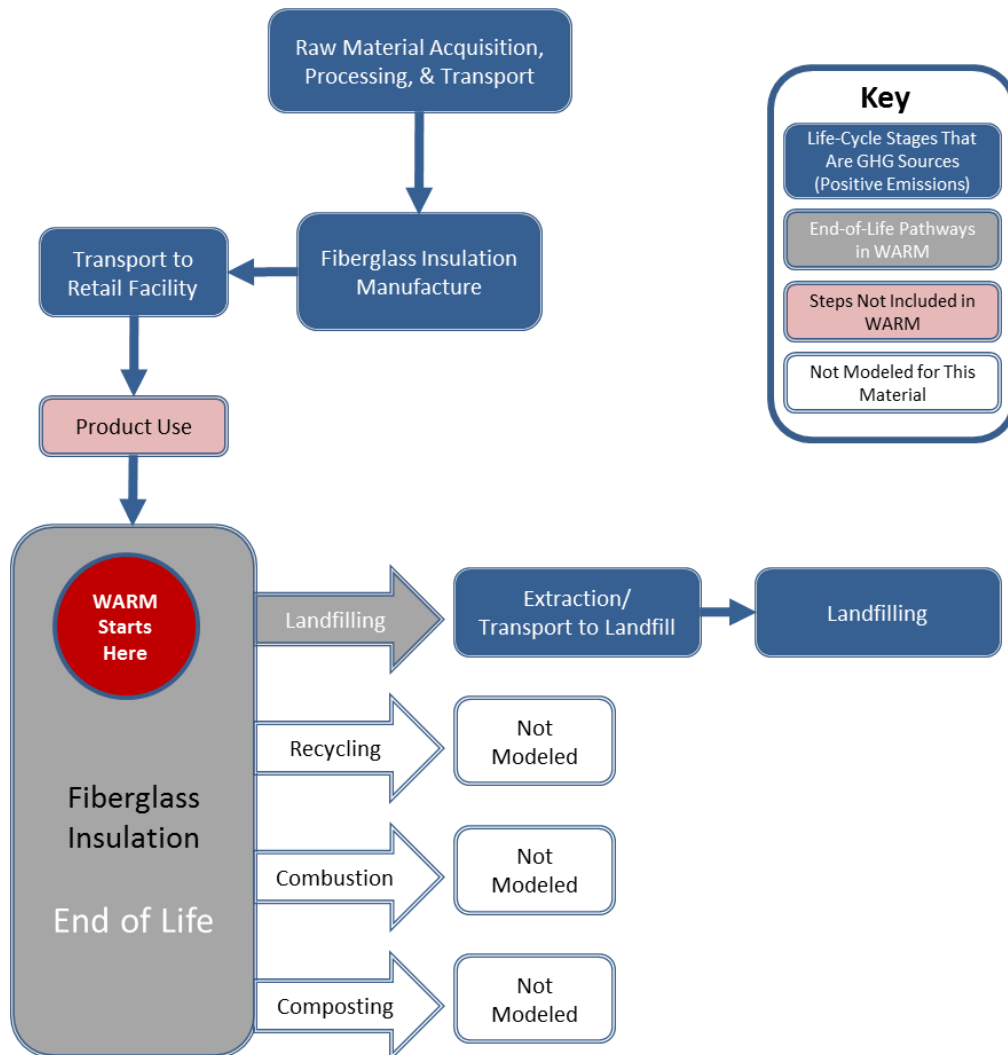 Raw Material Acquisition,
Processing, & Transport
Key
Life-Cycle Stages That
Are GHG Sources
(Positive Emissions)
End-of-Life Pathways
in WARM
Steps Not Included in
WARM
Not Modeled for This
Material
Transport to
Retail Facility
Fiberglass Insulation
Manufacture
Product Use
WARM
Starts
Here
Fiberglass
Insulation
End of Life
Landfilling
Extraction/
Transport to Landfill
Landfilling
Recycling
Not
Modeled
Combustion
Not
Modeled
Composting
Not
Modeled